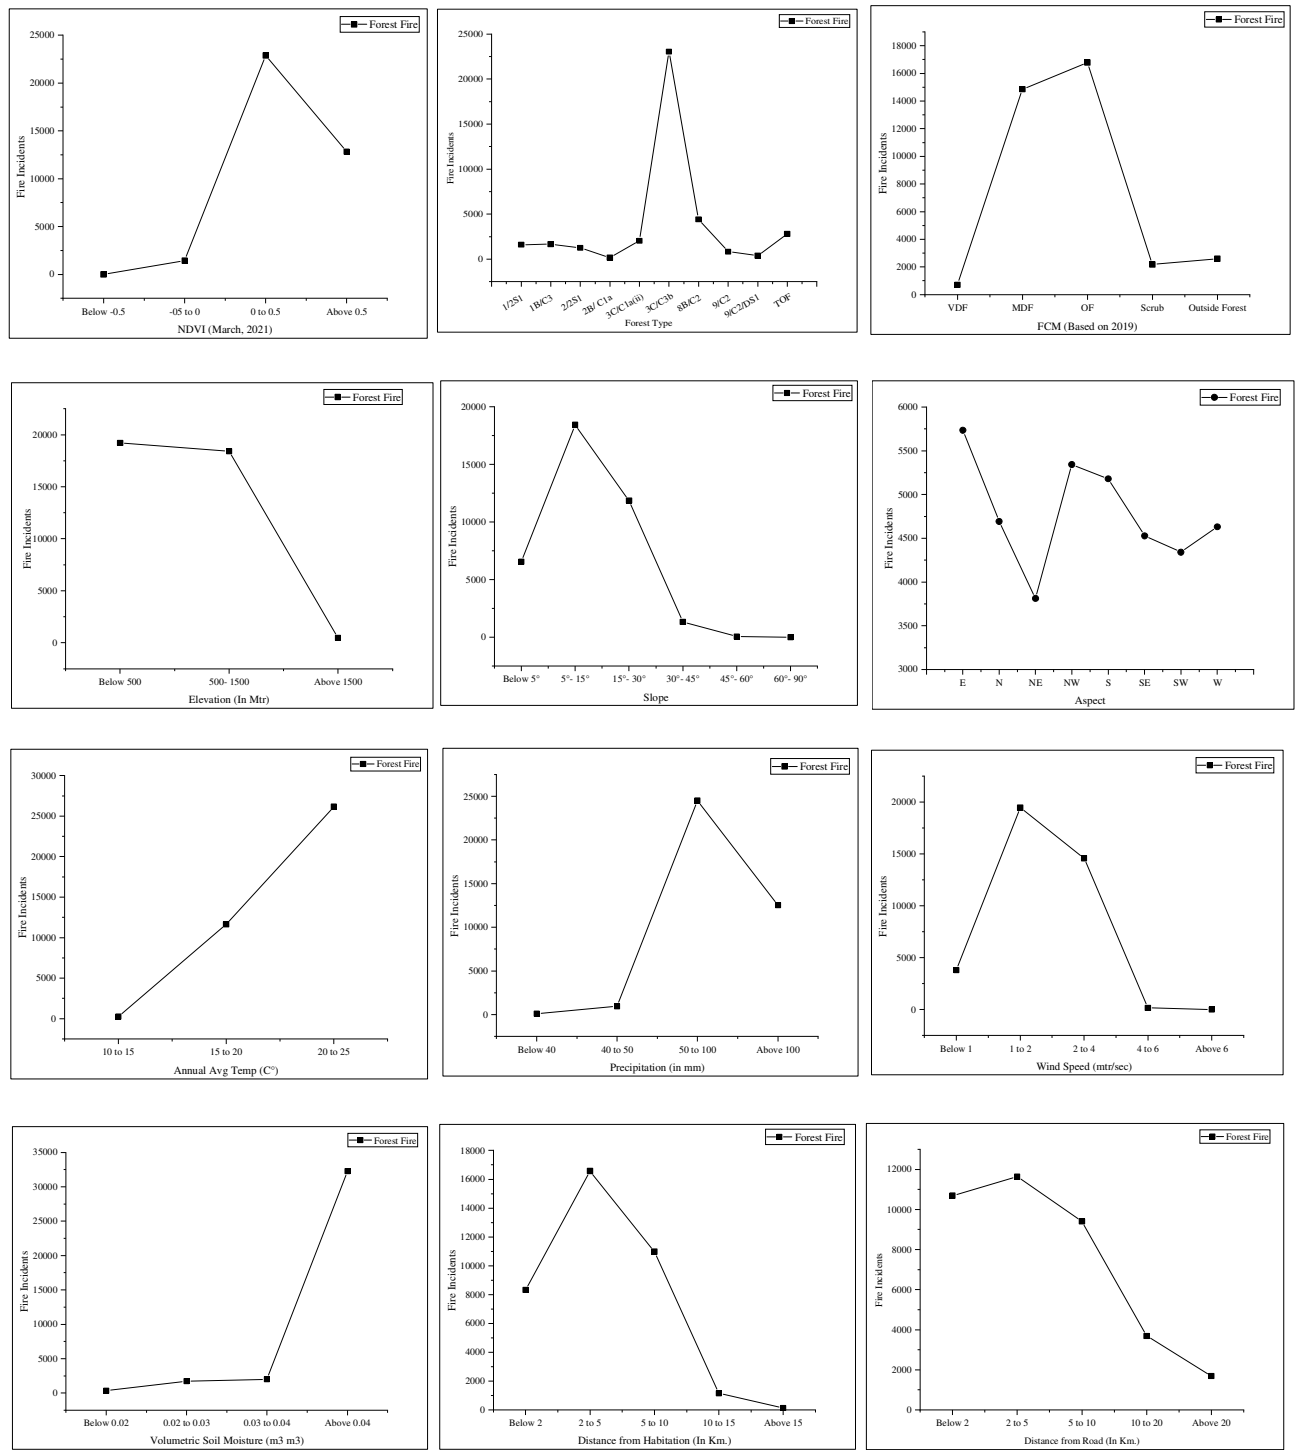 Forest Fire
25000
20000
15000
10000
5000
0
Fire Incidents
Below -0.5 -05 to 0 0 to 0.5 Above 0.5
NDVI (March, 2021)
Forest Fire
25000
20000
15000
10000
5000
0
Fire Incidents
1/2S1 1B/C3 2/2S1 2B/ C1a 3C/C1a(ii) 3C/C3b 8B/C2 9/C2 9/C2/DS1 TOF
Forest Type
Forest Fire
18000
16000
14000
12000
10000
8000
6000
4000
2000
0
Fire Incidents
VDF MDF OF Scrub Outside Forest
FCM (Based on 2019)
Forest Fire
20000
15000
10000
5000
0
Fire Incidents
Below 500 500- 1500 Above 1500
Elevation (In Mtr)
Forest Fire
20000
15000
10000
5000
0
Fire Incidents
Below 5° 5°- 15° 15°- 30° 30°- 45° 45°- 60° 60°- 90°
Slope
Forest Fire
6000
5500
5000
4500
4000
3500
3000
Fire Incidents
E N NE NW S SE SW W
Aspect
Forest Fire
30000
25000
20000
15000
10000
5000
0
Fire Incidents
10 to 15 15 to 20 20 to 25
Annual Avg Temp (C°)
Forest Fire
25000
20000
15000
10000
5000
0
Fire Incidents
Below 40 40 to 50 50 to 100 Above 100
Precipitation (in mm)
Forest Fire
20000
15000
10000
5000
0
Fire Incidents
Below 1 1 to 2 2 to 4 4 to 6 Above 6
Wind Speed (mtr/sec)
Forest Fire
35000
30000
25000
20000
15000
10000
5000
0
Fire Incidents
Below 0.02 0.02 to 0.03 0.03 to 0.04 Above 0.04
Volumetric Soil Moisture (m3 m3)
Forest Fire
18000
16000
14000
12000
10000
8000
6000
4000
2000
0
Fire Incidents
Below 2 2 to 5 5 to 10 10 to 15 Above 15
Distance from Habitation (In Km.)
Forest Fire
12000
10000
8000
6000
4000
2000
0
Fire Incidents
Below 2 2 to 5 5 to 10 10 to 20 Above 20
Distance from Road (In Km.)